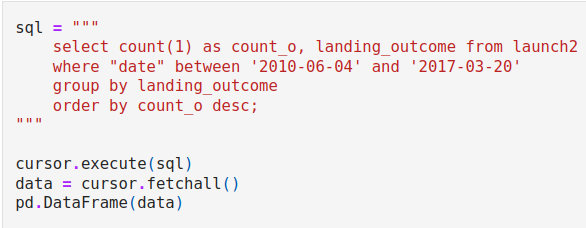 sql = """
    select count(1) as count_o, landing_outcome from launch2
    where "date" between '2010-06-04' and '2017-03-20'
    group by landing_outcome
    order by count_o desc;
"""

cursor.execute(sql)
data = cursor.fetchall()
pd.DataFrame(data)